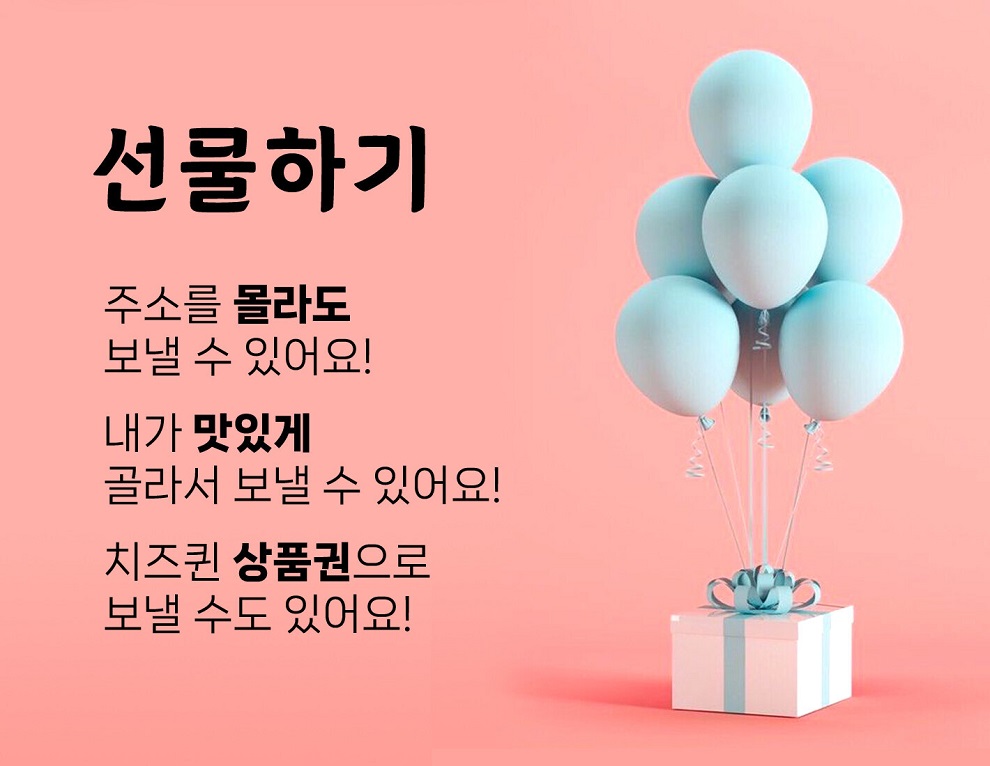 선물하기
주소를 몰라도
보낼 수 있어요!
내가 맛있게
골라서 보낼 수 있어요!
치즈퀸 상품권으로
보낼 수도 있어요!